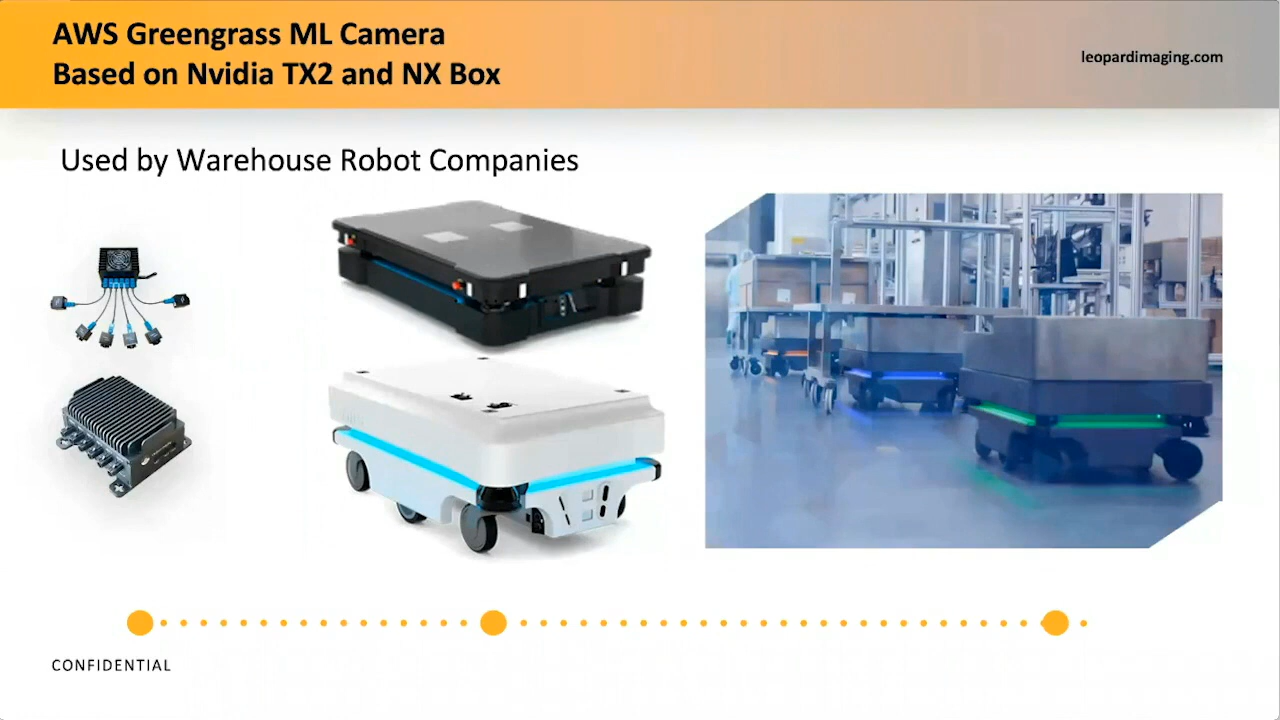 AWS Greengrass ML Camera
Based on Nvidia TX2 and NX Box
leopardimaging.com
Used by Warehouse Robot Companies
CONFIDENTIAL